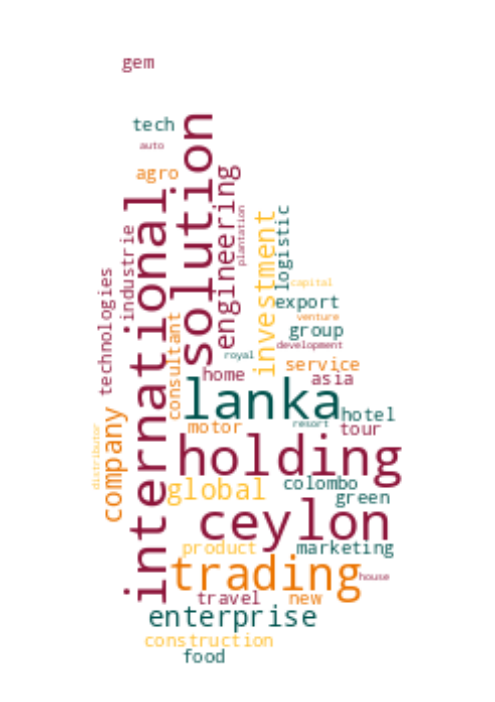 gem
tech
auto
agro
solution
international
engineering
plantation
industrie
investment
logistic
technologies
capital
export
venture
consultant
group
development
royal
service
home
asia
lanka
hotel
company
distributor
motor
resort
tour
holding
global
colombo
green
ceylon
product
marketing
trading
house
travel
new
enterprise
construction
food